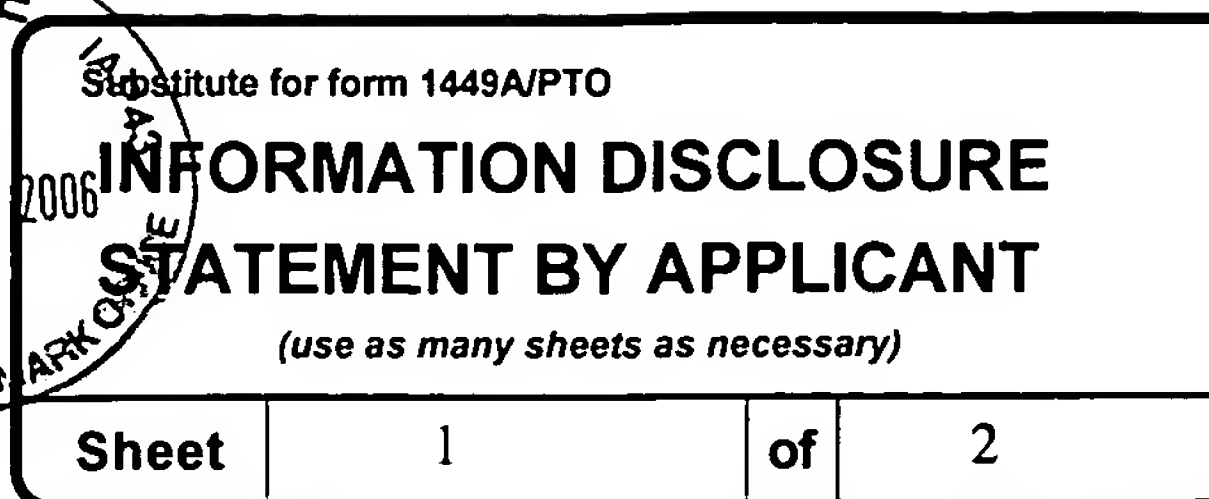 Substitute for form 1449A/PTO
INFORMATION DISCLOSURE
2006
STATEMENT BY APPLICANT
(use as many sheets as necessary)
Sheet 1 of 2